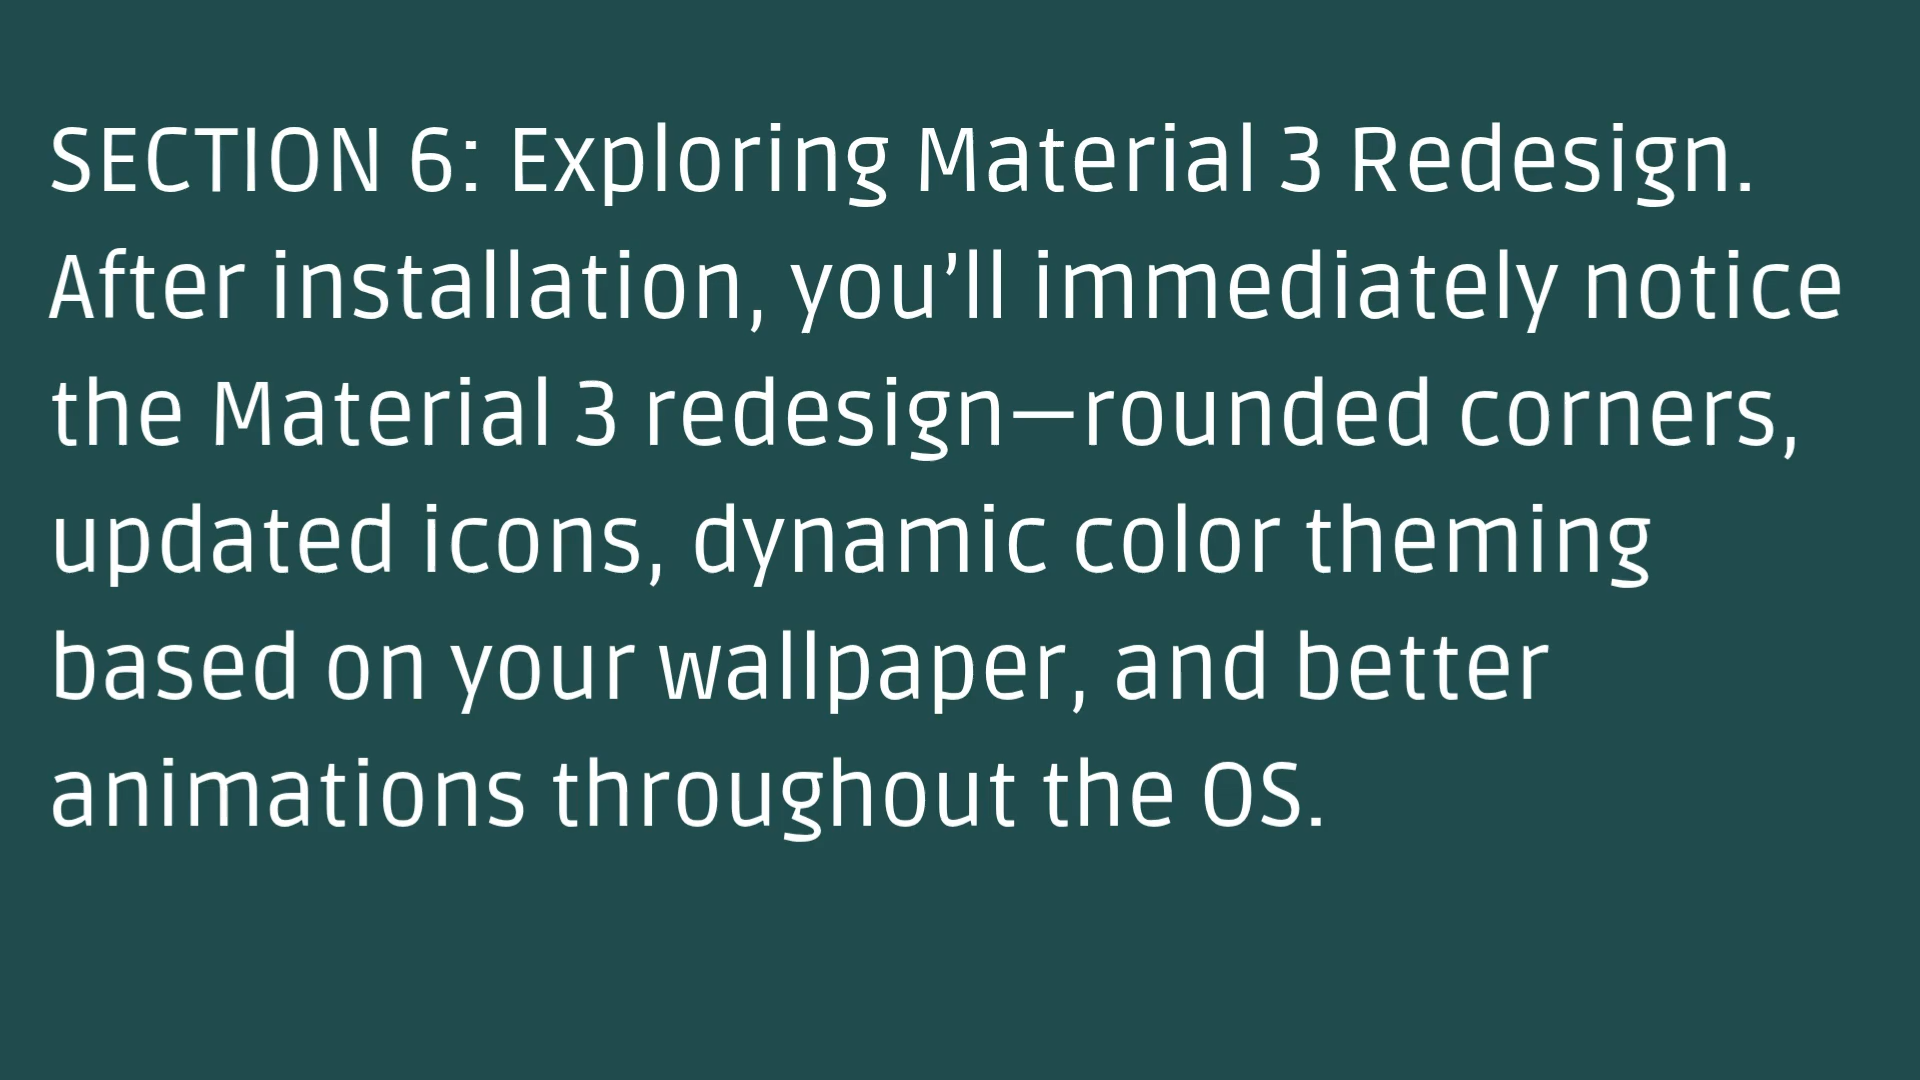 SECTION 6: Exploring Material 3 Redesign.
After installation, you’ll immediately notice
the Material 3 redesign—rounded corners,
updated icons, dynamic color theming
based on your wallpaper, and better
animations throughout the OS.